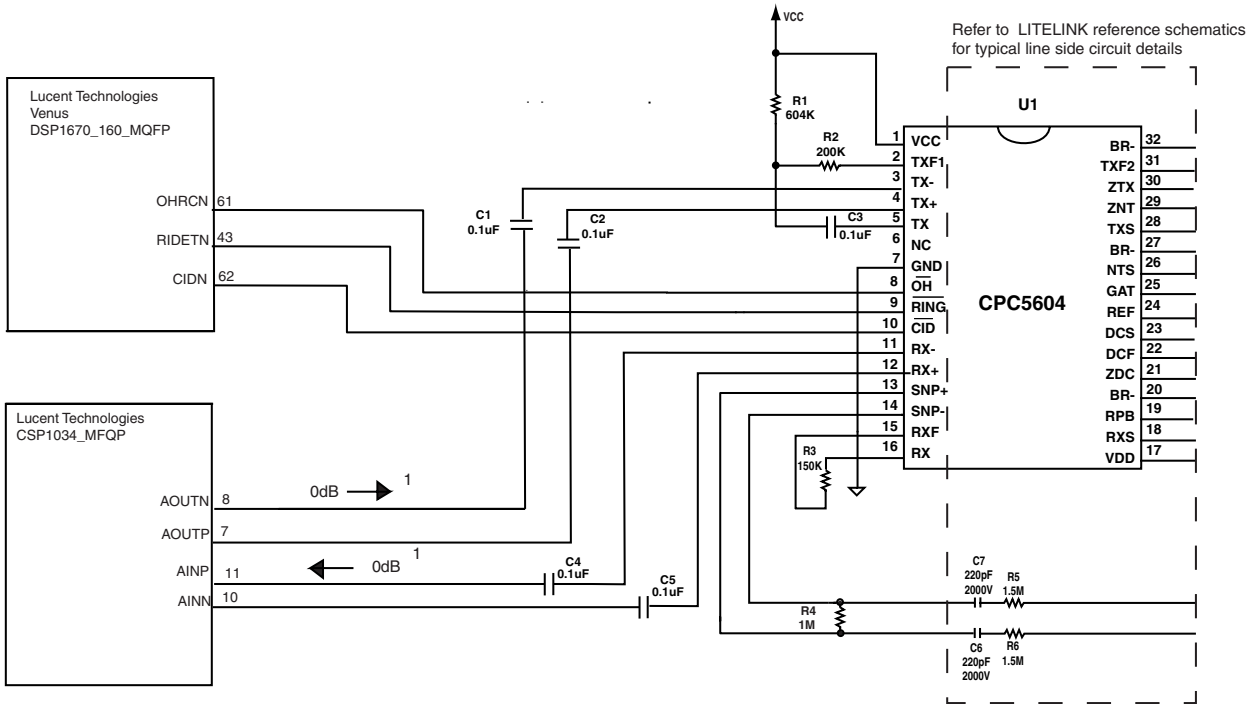 VCC
Refer to LITELINK reference schematics
for typical line side circuit details
Lucent Technologies
Venus
DSP1670_160_MQFP
OHRCN 61
RIDETN 43
CIDN 62
R1
604K
R2
200K
C1
0.1uF
C2
0.1uF
C3
0.1uF
U1
CPC5604
1 VCC
2 TXF1
3 TX-
4 TX+
5 TX
6 NC
7 GND
8 OH
9 RING
10 CID
11 RX-
12 RX+
13 SNP+
14 SNP-
15 RXF
16 RX
BR- 32
TXF2 31
ZTX 30
ZNT 29
TXS 28
BR- 27
NTS 26
GAT 25
REF 24
DCS 23
DCF 22
ZDC 21
BR- 20
RPB 19
RXS 18
VDD 17
Lucent Technologies
CSP1034_MFQP
AOUTN 8
AOUTP 7
AINP 11
AINN 10
0dB 1
0dB 1
R3
150K
C4
0.1uF
C5
0.1uF
R4
1M
C7
220pF
2000V
R5
1.5M
C6
220pF
2000V
R6
1.5M